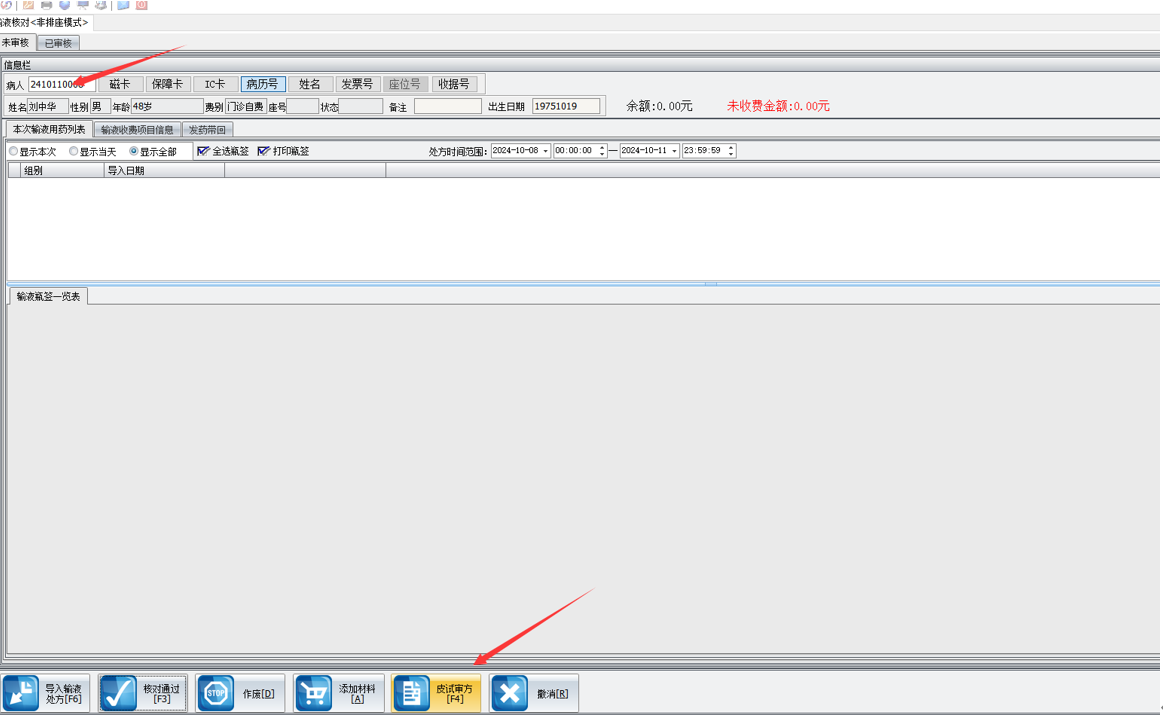 液核对<非排座模式>
未审核 已审核
信息栏
病人 磁卡 保障卡 IC卡 病历号 姓名 发票号 座位号 收据号
姓名 刘中华 性别 男 年龄 48岁 费别 门诊自费 座号 状态 备注 出生日期 19751019 余额:0.00元 未收费金额:0.00元
本次输液用药列表 输液收费项目信息 发药带回
显示本次 显示当天 显示全部 全选瓶签 打印瓶签 处方时间范围: 2024-10-08 00:00:00 — 2024-10-11 23:59:59
组别 导入日期
输液瓶签一览表
导入输液 核对通过 作废[D] 添加材料 皮试审方 撤消[R]
处方[F6] [F3] [A] [F4]
STOP